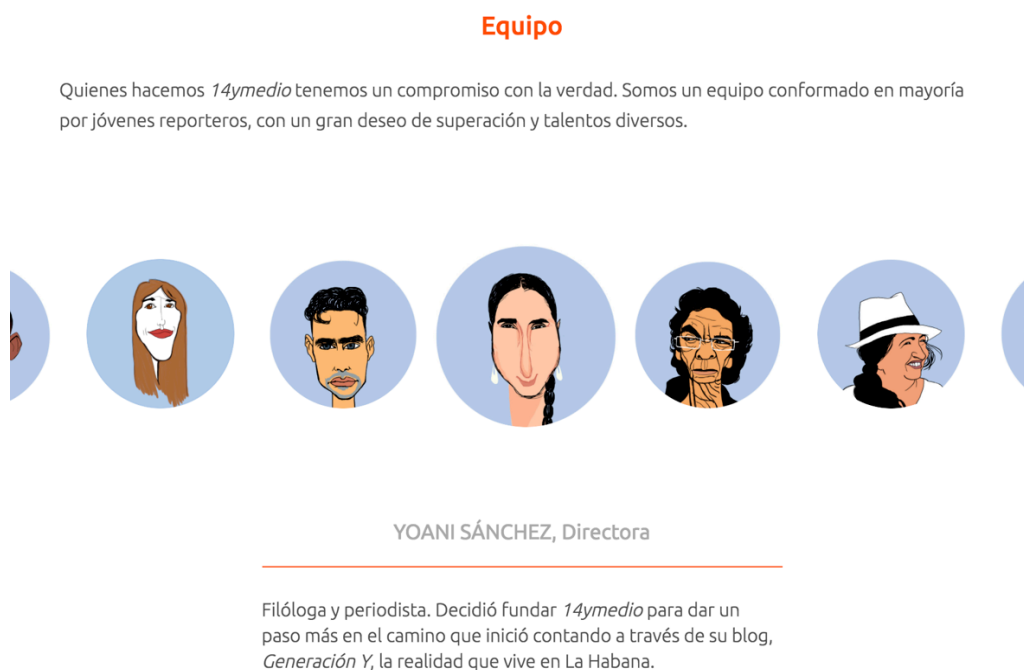 Equipo
Quienes hacemos 14ymedio tenemos un compromiso con la verdad. Somos un equipo conformado en mayoría
por jóvenes reporteros, con un gran deseo de superación y talentos diversos.
YOANI SÁNCHEZ, Directora
Filóloga y periodista. Decidió fundar 14ymedio para dar un
paso más en el camino que inició contando a través de su blog,
Generación Y, la realidad que vive en La Habana.